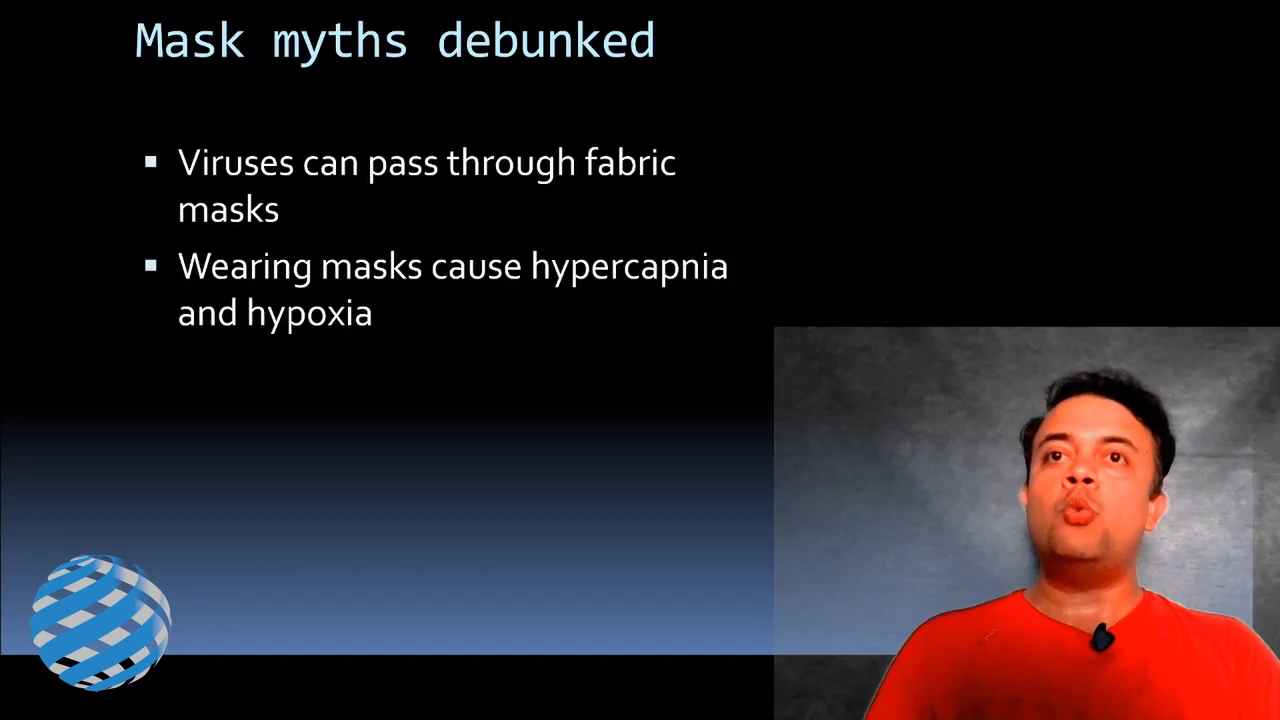 Mask myths debunked
Viruses can pass through fabric
masks
Wearing masks cause hypercapnia
and hypoxia